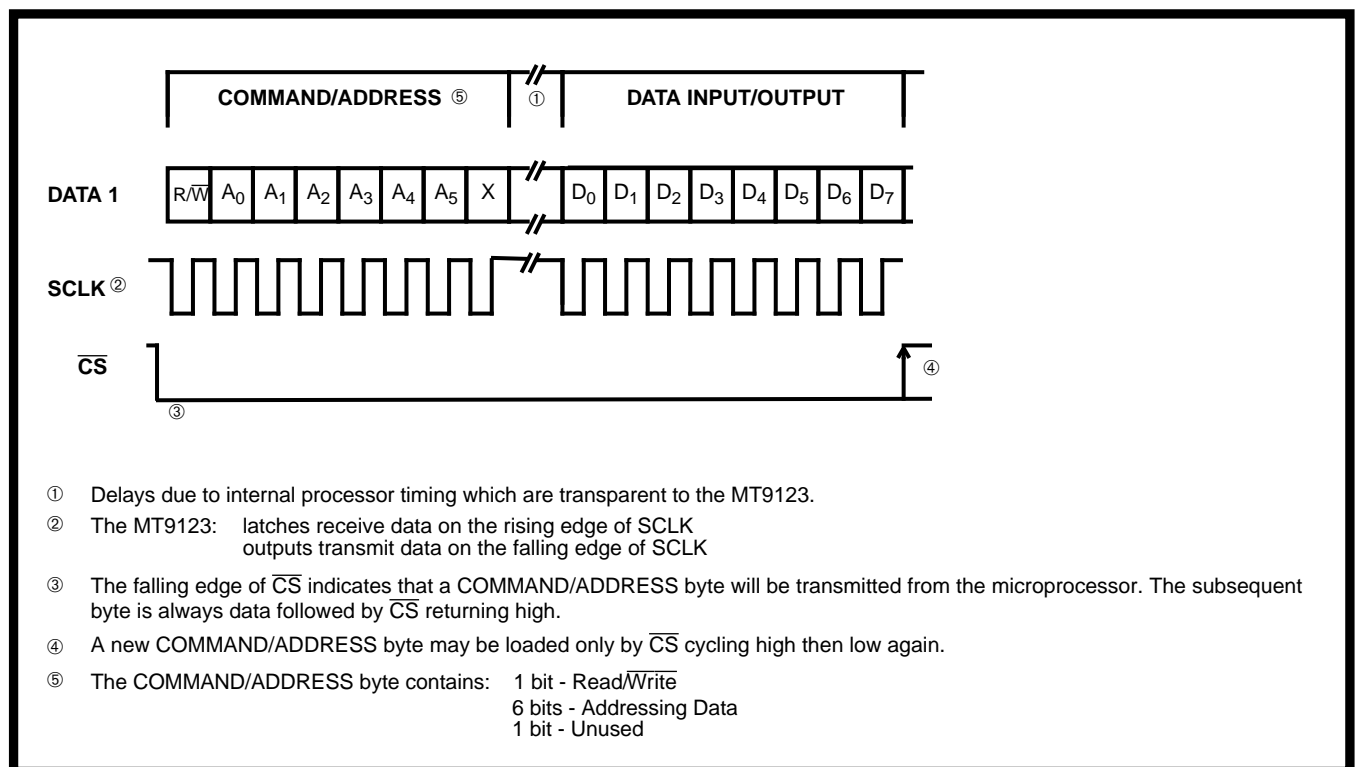 COMMAND/ADDRESS ⑤ ① DATA INPUT/OUTPUT
DATA 1 R/W̅ A₀ A₁ A₂ A₃ A₄ A₅ X D₀ D₁ D₂ D₃ D₄ D₅ D₆ D₇
SCLK ②
C̅S̅ ④
③
① Delays due to internal processor timing which are transparent to the MT9123.
② The MT9123: latches receive data on the rising edge of SCLK
outputs transmit data on the falling edge of SCLK
③ The falling edge of C̅S̅ indicates that a COMMAND/ADDRESS byte will be transmitted from the microprocessor. The subsequent
byte is always data followed by C̅S̅ returning high.
④ A new COMMAND/ADDRESS byte may be loaded only by C̅S̅ cycling high then low again.
⑤ The COMMAND/ADDRESS byte contains: 1 bit - Read/W̅r̅i̅t̅e̅
6 bits - Addressing Data
1 bit - Unused